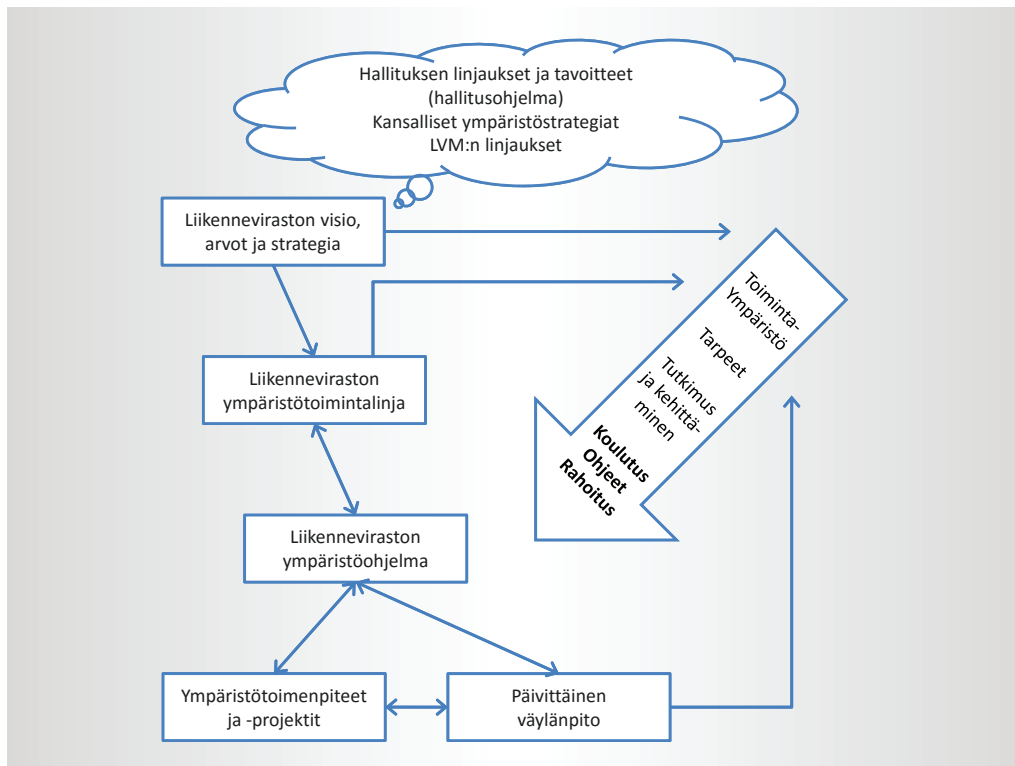 Hallituksen linjaukset ja tavoitteet
(hallitusohjelma)
Kansalliset ympäristöstrategiat
LVM:n linjaukset
Liikenneviraston visio,
arvot ja strategia
Toiminta-
Ympäristö
Tarpeet
Tutkimus
ja kehittä-
minen
Koulutus
Ohjeet
Rahoitus
Liikenneviraston
ympäristötoimintalinja
Liikenneviraston
ympäristöohjelma
Ympäristötoimenpiteet
ja -projektit
Päivittäinen
väylänpito